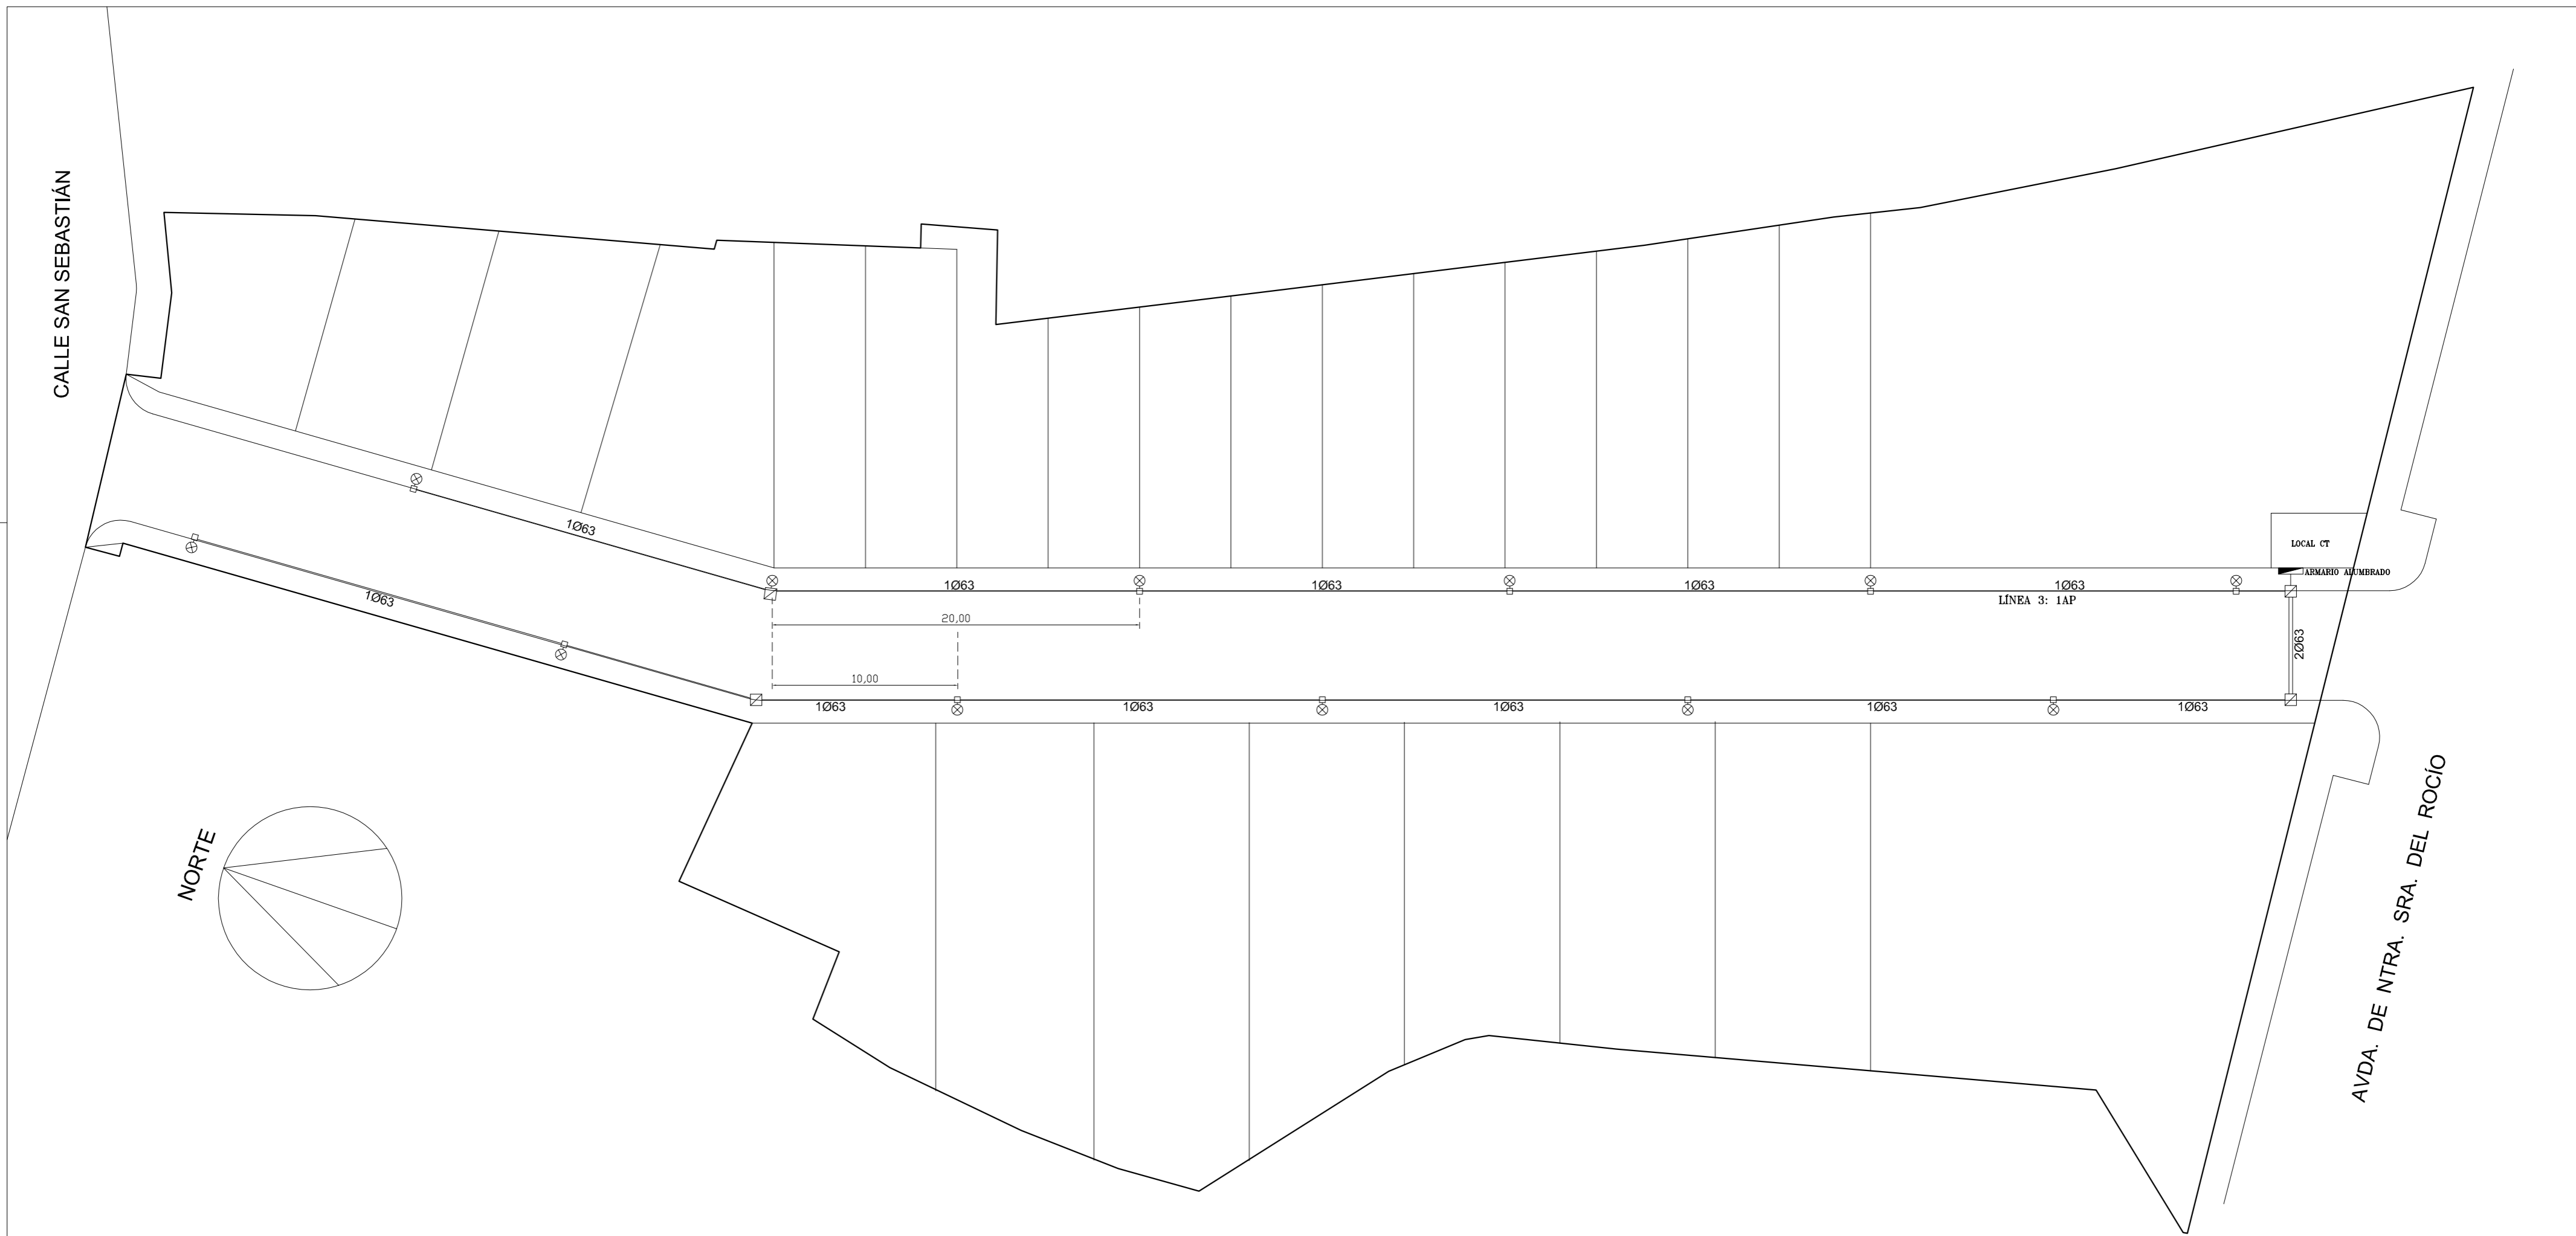 CALLE SAN SEBASTIÁN
1Ø63
1Ø63
1Ø63
1Ø63
1Ø63
1Ø63
LOCAL CT
ARMARIO ALUMBRADO
LÍNEA 3: 1AP
20,00
2Ø63
10,00
1Ø63
1Ø63
1Ø63
1Ø63
1Ø63
NORTE
AVDA. DE NTRA. SRA. DEL ROCÍO